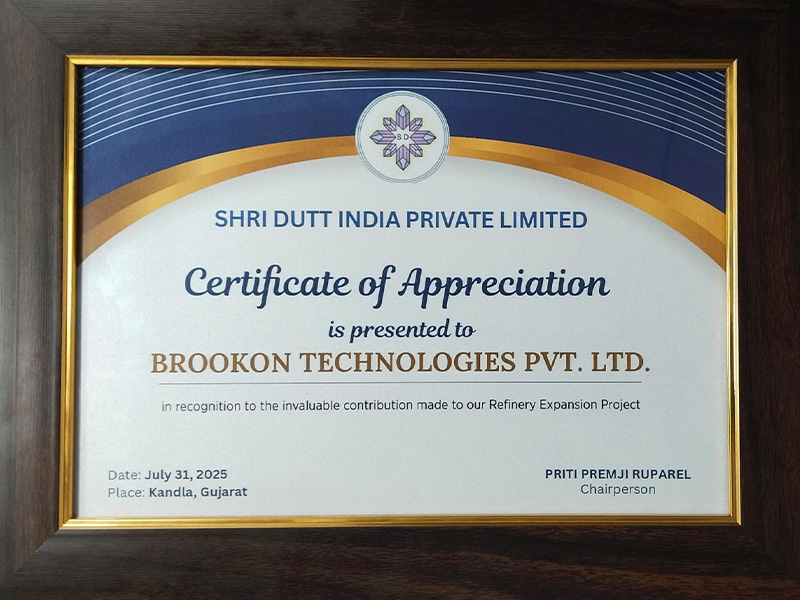 S D
SHRI DUTT INDIA PRIVATE LIMITED
Certificate of Appreciation
is presented to
BROOKON TECHNOLOGIES PVT. LTD.
in recognition to the invaluable contribution made to our Refinery Expansion Project
Date: July 31, 2025
Place: Kandla, Gujarat
PRITI PREMJI RUPAREL
Chairperson